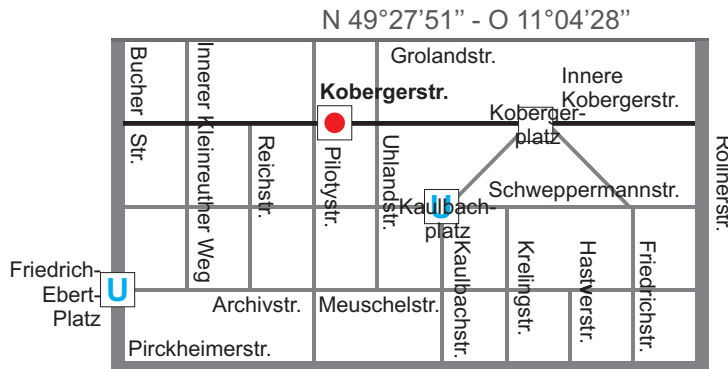 N 49°27’51’’ - O 11°04’28’’
Grolandstr.
Bucher
Str.
Innerer Kleinreuther Weg
Innere
Kobergerstr.
Kobergerstr.
Koberger-
platz
Reichstr.
Pilotystr.
Uhlandstr.
Rollnerstr.
Schweppermannstr.
U
Kaulbach-
platz
Kaulbachstr.
Krelingstr.
Hastverstr.
Friedrichstr.
Friedrich-
Ebert-
Platz
U
Archivstr.
Meuschelstr.
Pirckheimerstr.